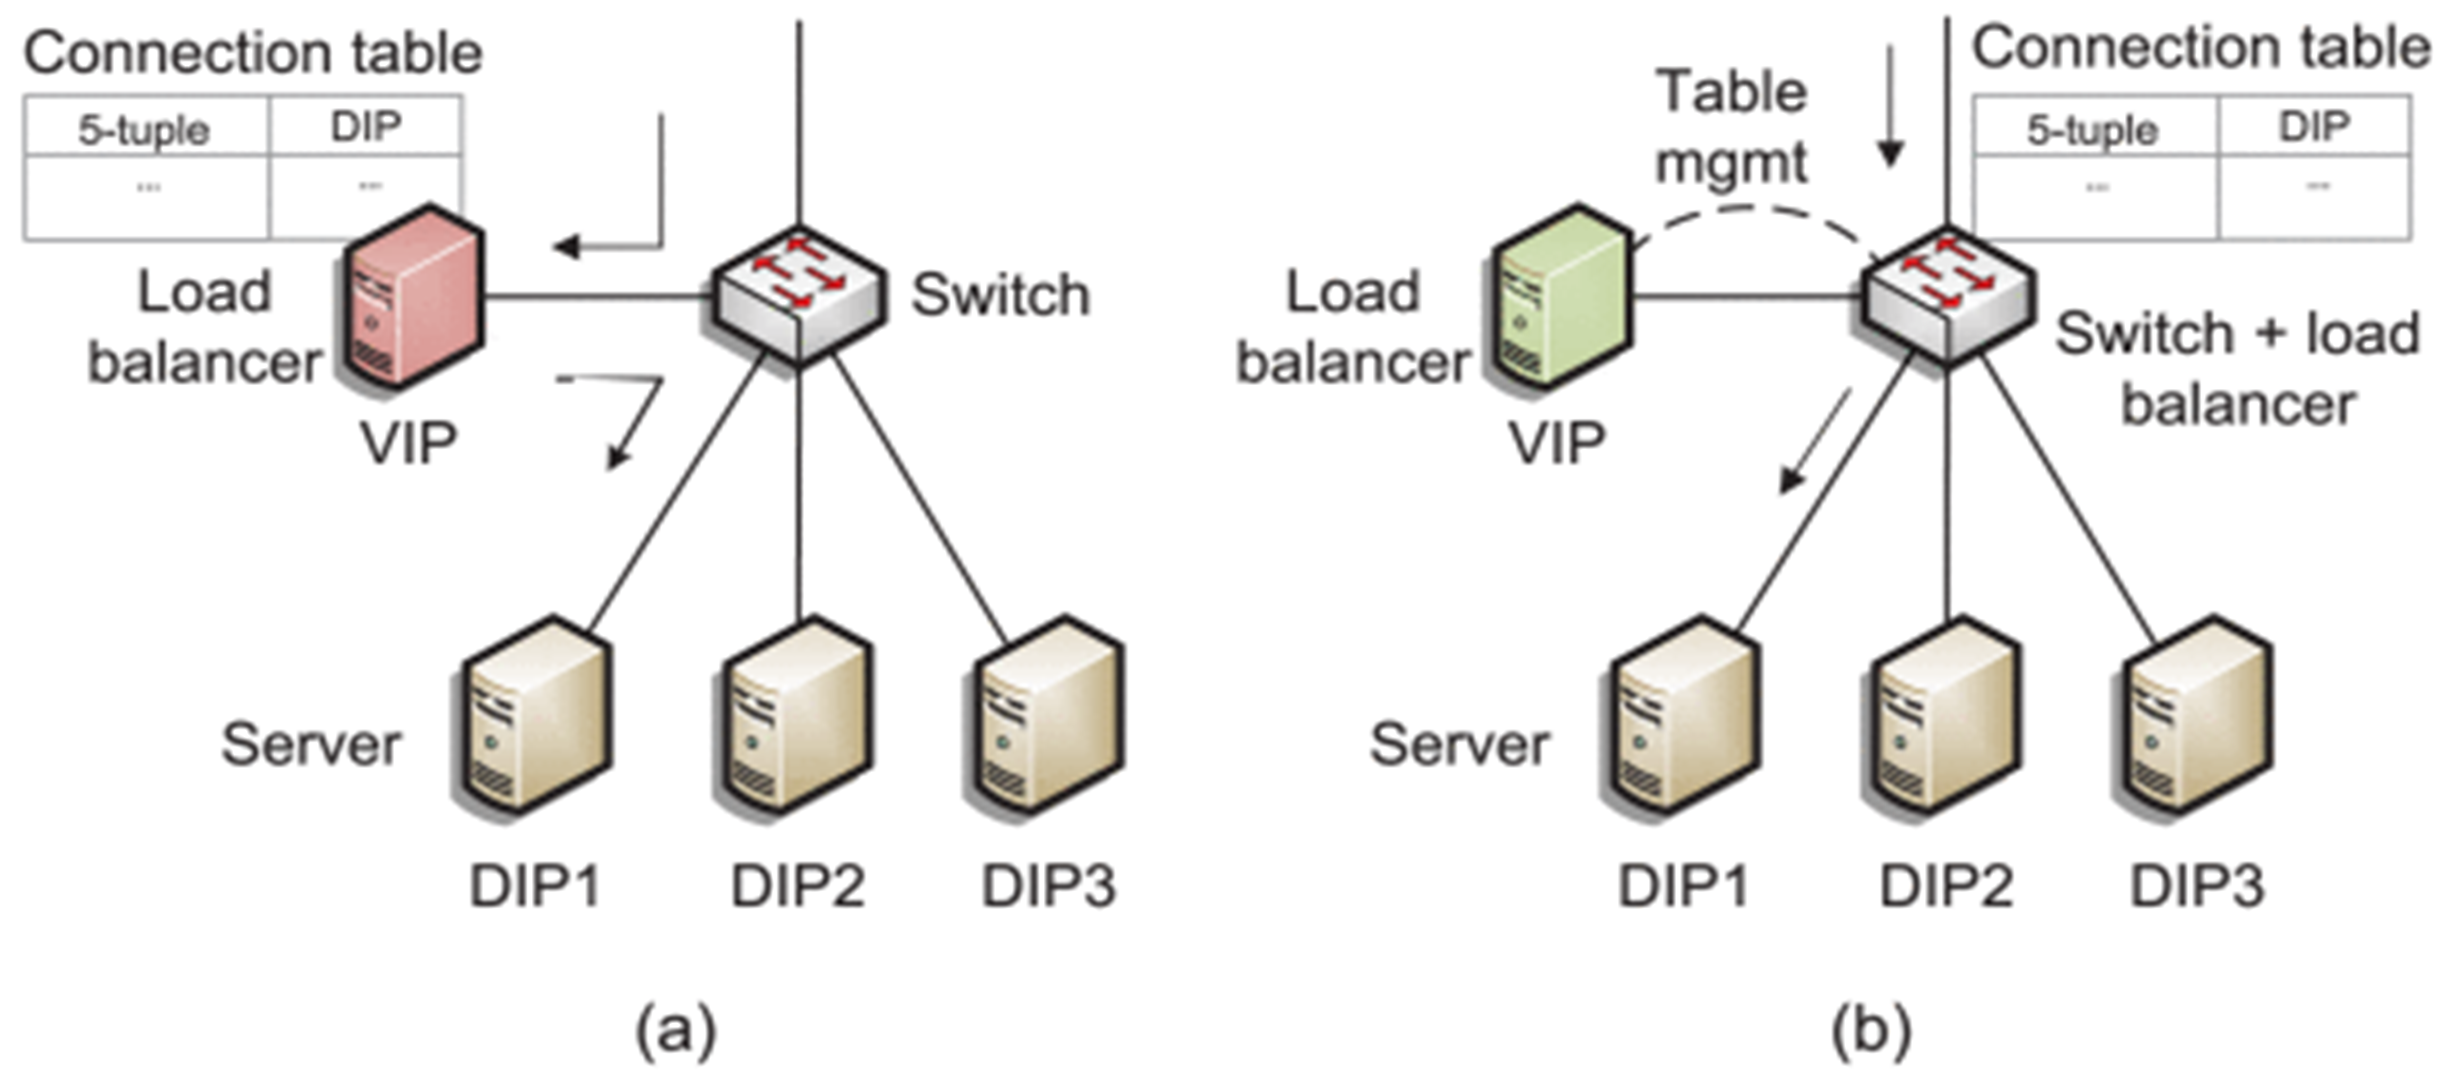 Connection table
5-tuple DIP
... ...
Load
balancer
VIP
Switch
Server
DIP1 DIP2 DIP3
(a)
Table
mgmt
Connection table
5-tuple DIP
... ...
Load
balancer
VIP
Switch + load
balancer
Server
DIP1 DIP2 DIP3
(b)